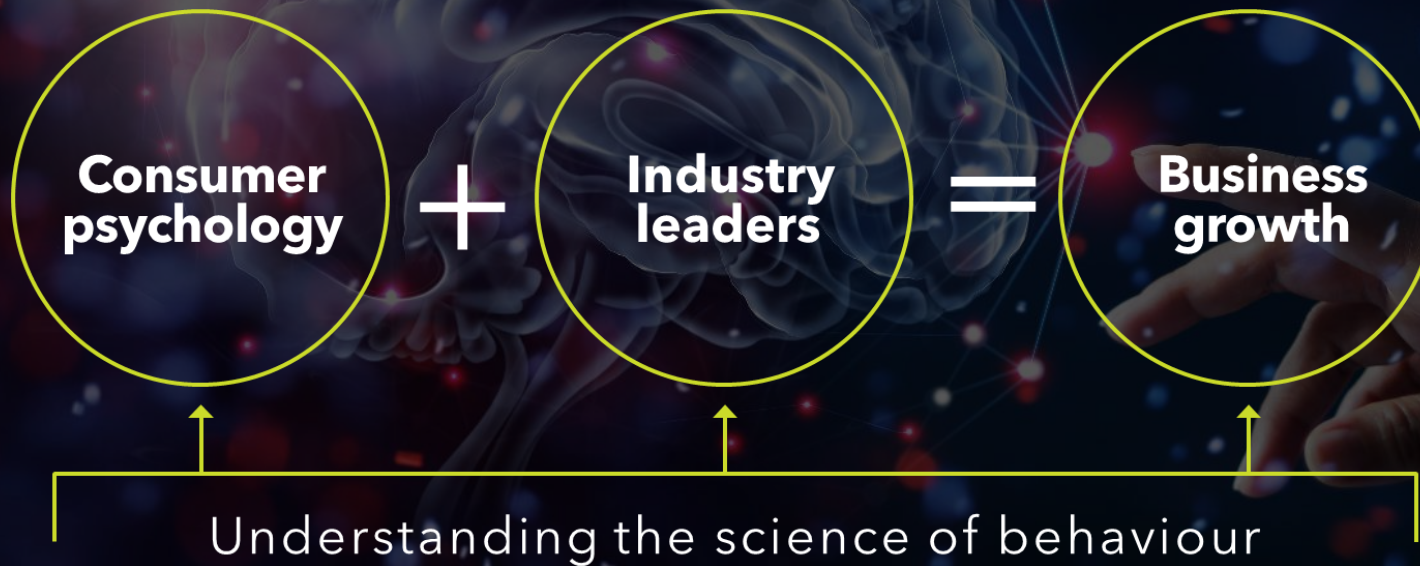 Consumer
psychology
+
Industry
leaders
=
Business
growth
Understanding the science of behaviour